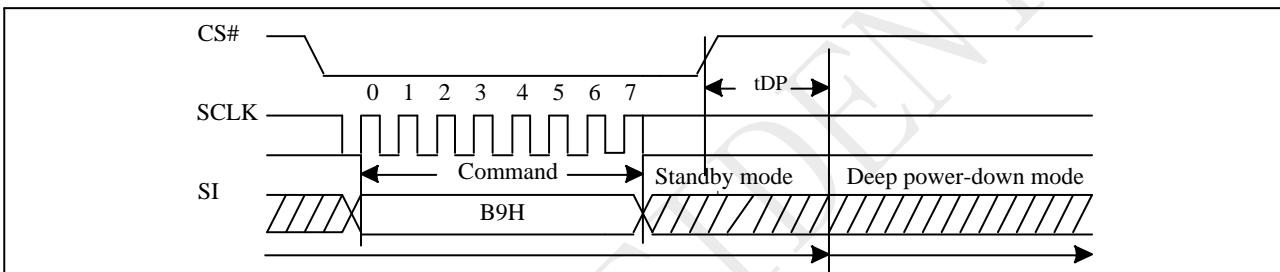 CS#
tDP
0 1 2 3 4 5 6 7
SCLK
Command
Standby mode
Deep power-down mode
SI
B9H